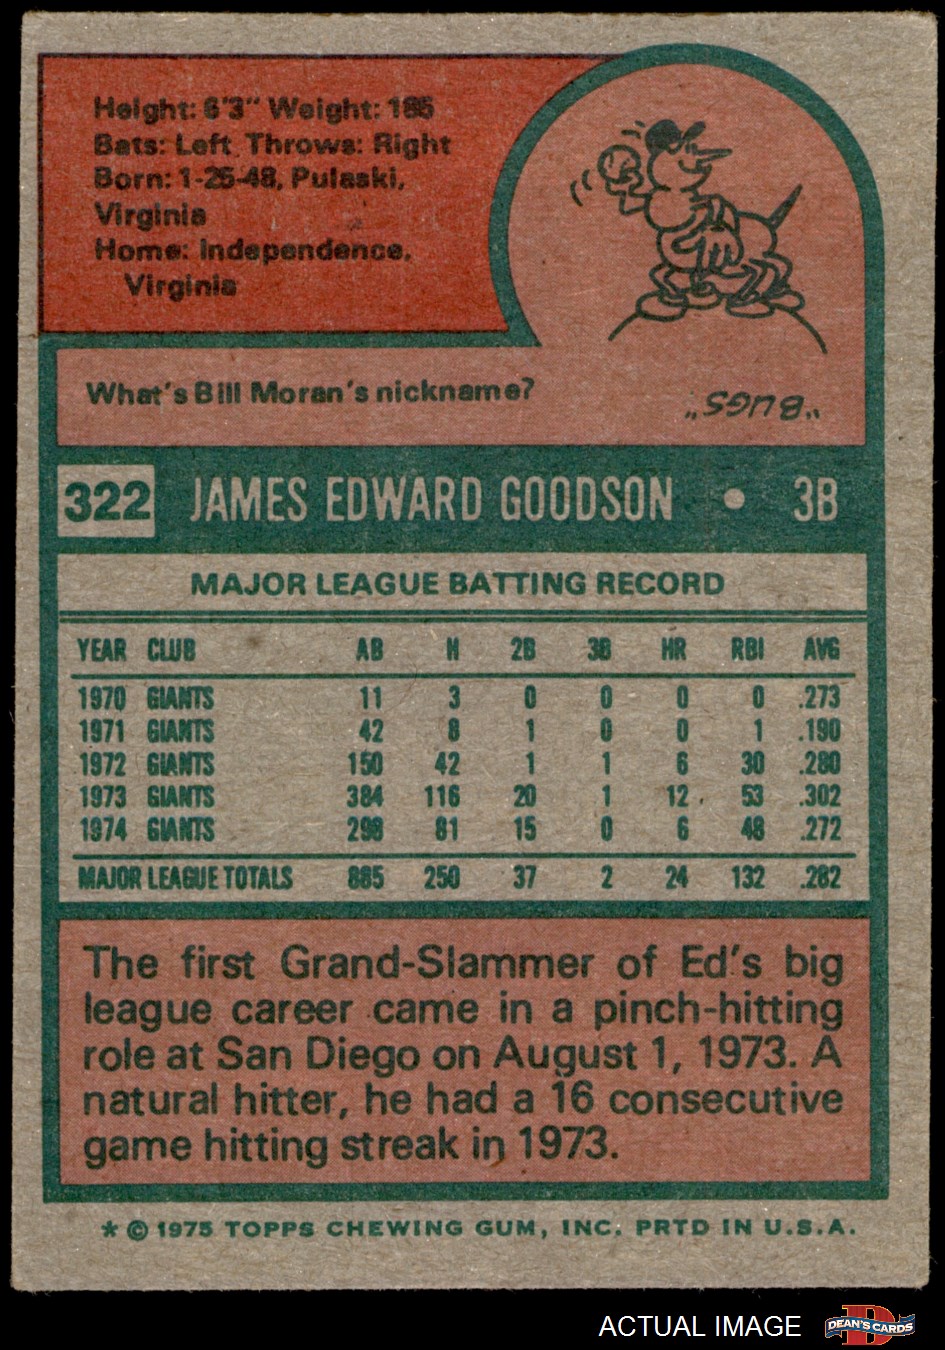 Height: 6'3" Weight: 185
Bats: Left Throws: Right
Born: 1-25-48, Pulaski,
Virginia
Home: Independence,
Virginia
What's Bill Moran's nickname?
"BUGS"
322 JAMES EDWARD GOODSON • 3B
MAJOR LEAGUE BATTING RECORD
YEAR CLUB AB H 2B 3B HR RBI AVG
1970 GIANTS 11 3 0 0 0 0 .273
1971 GIANTS 42 8 1 0 0 1 .190
1972 GIANTS 150 42 1 1 6 30 .280
1973 GIANTS 384 116 20 1 12 53 .302
1974 GIANTS 298 81 15 0 6 48 .272
MAJOR LEAGUE TOTALS 885 250 37 2 24 132 .282
The first Grand-Slammer of Ed's big
league career came in a pinch-hitting
role at San Diego on August 1, 1973. A
natural hitter, he had a 16 consecutive
game hitting streak in 1973.
* © 1975 TOPPS CHEWING GUM, INC. PRTD IN U.S.A.
ACTUAL IMAGE D DEAN'S CARDS